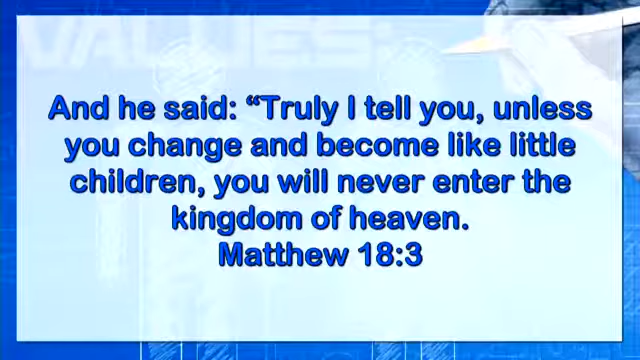 VALUES:
And he said: “Truly I tell you, unless
you change and become like little
children, you will never enter the
kingdom of heaven.
Matthew 18:3